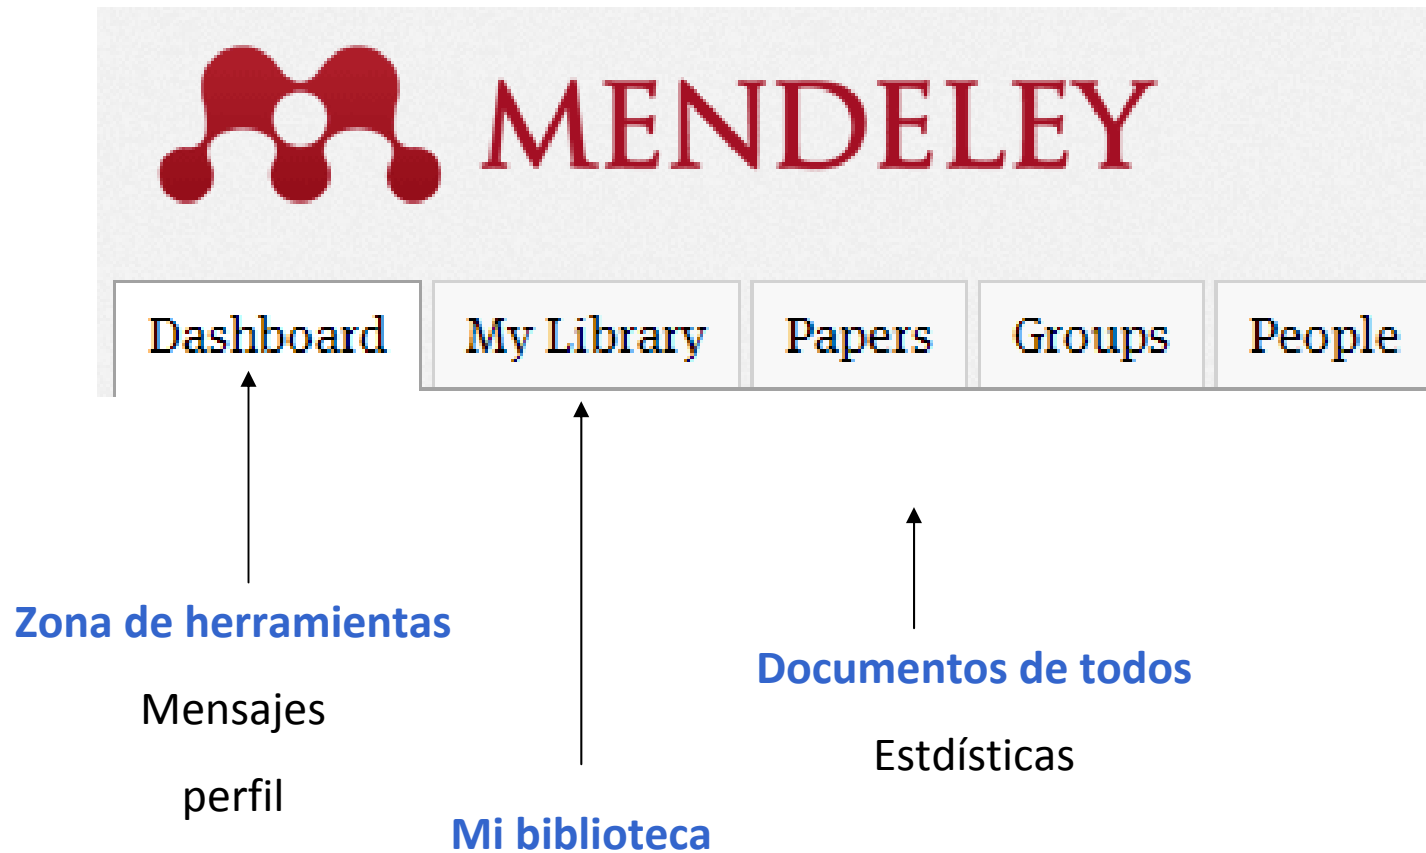 MENDELEY
Dashboard My Library Papers Groups People
Zona de herramientas
Mensajes
perfil
Mi biblioteca
Documentos de todos
Estdísticas